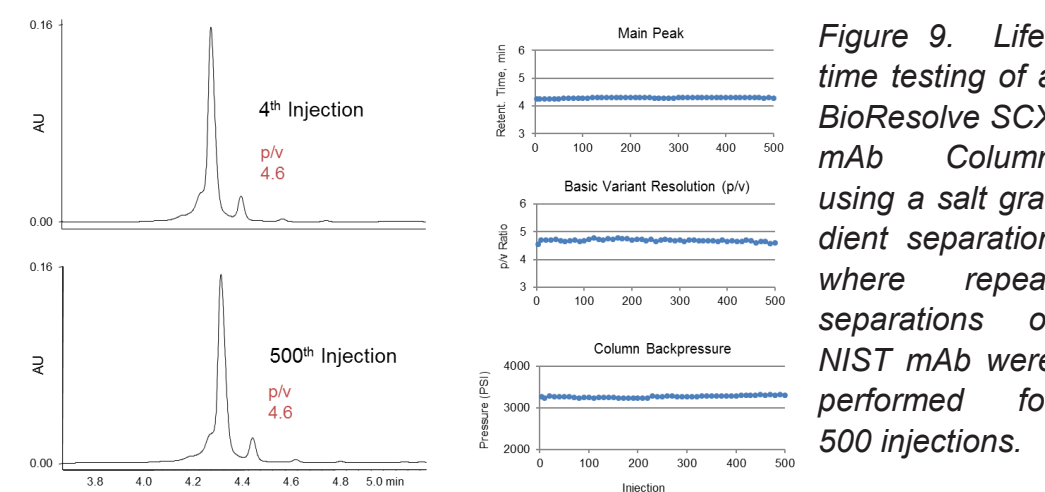 0.16
AU
0.00
4th Injection
p/v
4.6
0.16
AU
0.00
500th Injection
p/v
4.6
3.8 4.0 4.2 4.4 4.6 4.8 5.0 min
Main Peak
Retent. Time, min
6
5
4
3
0 100 200 300 400 500
Basic Variant Resolution (p/v)
p/v Ratio
6
5
4
3
0 100 200 300 400 500
Column Backpressure
Pressure (PSI)
4000
3000
2000
0 100 200 300 400 500
Injection
Figure 9. Life
time testing of a
BioResolve SCX
mAb Column
using a salt gra
dient separation
where repea
separations o
NIST mAb were
performed fo
500 injections.